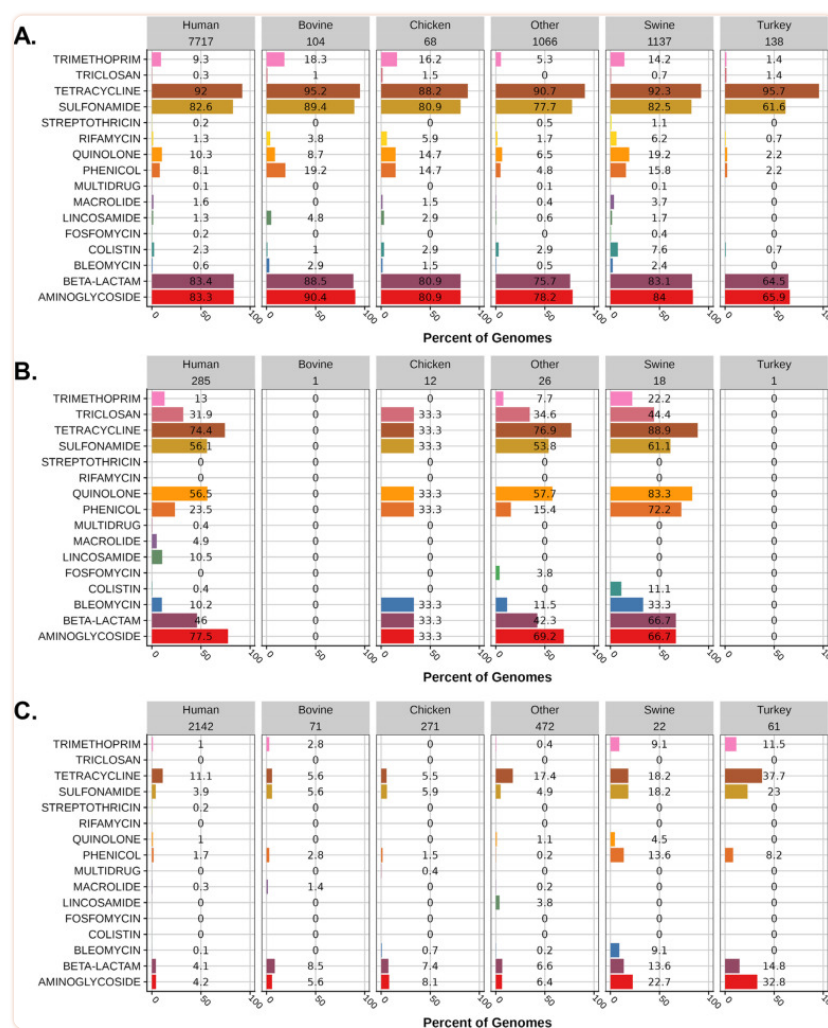 A.
Human Bovine Chicken Other Swine Turkey
7717 104 68 1066 1137 138
TRIMETHOPRIM 9.3 18.3 16.2 5.3 14.2 1.4
TRICLOSAN 0.3 1 1.5 0 0.7 1.4
TETRACYCLINE 92 95.2 88.2 90.7 92.3 95.7
SULFONAMIDE 82.6 89.4 80.9 77.7 82.5 61.6
STREPTOTHRICIN 0.2 0 0 0.5 1.1 0
RIFAMYCIN 1.3 3.8 5.9 1.7 6.2 0.7
QUINOLONE 10.3 8.7 14.7 6.5 19.2 2.2
PHENICOL 8.1 19.2 14.7 4.8 15.8 2.2
MULTIDRUG 0.1 0 0 0.1 0.1 0
MACROLIDE 1.6 0 1.5 0.4 3.7 0
LINCOSAMIDE 1.3 4.8 2.9 0.6 1.7 0
FOSFOMYCIN 0.2 0 0 0 0.4 0
COLISTIN 2.3 1 2.9 2.9 7.6 0.7
BLEOMYCIN 0.6 2.9 1.5 0.5 2.4 0
BETA-LACTAM 83.4 88.5 80.9 75.7 83.1 64.5
AMINOGLYCOSIDE 83.3 90.4 80.9 78.2 84 65.9
0 50 100 0 50 100 0 50 100 0 50 100 0 50 100 0 50 100
Percent of Genomes
B.
Human Bovine Chicken Other Swine Turkey
285 1 12 26 18 1
TRIMETHOPRIM 13 0 0 7.7 22.2 0
TRICLOSAN 31.9 0 33.3 34.6 44.4 0
TETRACYCLINE 74.4 0 33.3 76.9 88.9 0
SULFONAMIDE 56.1 0 33.3 53.8 61.1 0
STREPTOTHRICIN 0 0 0 0 0 0
RIFAMYCIN 0 0 0 0 0 0
QUINOLONE 56.5 0 33.3 57.7 83.3 0
PHENICOL 23.5 0 33.3 15.4 72.2 0
MULTIDRUG 0.4 0 0 0 0 0
MACROLIDE 4.9 0 0 0 0 0
LINCOSAMIDE 10.5 0 0 0 0 0
FOSFOMYCIN 0 0 0 3.8 0 0
COLISTIN 0.4 0 0 0 11.1 0
BLEOMYCIN 10.2 0 33.3 11.5 33.3 0
BETA-LACTAM 46 0 33.3 42.3 66.7 0
AMINOGLYCOSIDE 77.5 0 33.3 69.2 66.7 0
0 50 100 0 50 100 0 50 100 0 50 100 0 50 100 0 50 100
Percent of Genomes
C.
Human Bovine Chicken Other Swine Turkey
2142 71 271 472 22 61
TRIMETHOPRIM 1 2.8 0 0.4 9.1 11.5
TRICLOSAN 0 0 0 0 0 0
TETRACYCLINE 11.1 5.6 5.5 17.4 18.2 37.7
SULFONAMIDE 3.9 5.6 5.9 4.9 18.2 23
STREPTOTHRICIN 0.2 0 0 0 0 0
RIFAMYCIN 0 0 0 0 0 0
QUINOLONE 1 0 0 1.1 4.5 0
PHENICOL 1.7 2.8 1.5 0.2 13.6 8.2
MULTIDRUG 0 0 0.4 0 0 0
MACROLIDE 0.3 1.4 0 0.2 0 0
LINCOSAMIDE 0 0 0 3.8 0 0
FOSFOMYCIN 0 0 0 0 0 0
COLISTIN 0 0 0 0 0 0
BLEOMYCIN 0.1 0 0.7 0.2 9.1 0
BETA-LACTAM 4.1 8.5 7.4 6.6 13.6 14.8
AMINOGLYCOSIDE 4.2 5.6 8.1 6.4 22.7 32.8
0 50 100 0 50 100 0 50 100 0 50 100 0 50 100 0 50 100
Percent of Genomes